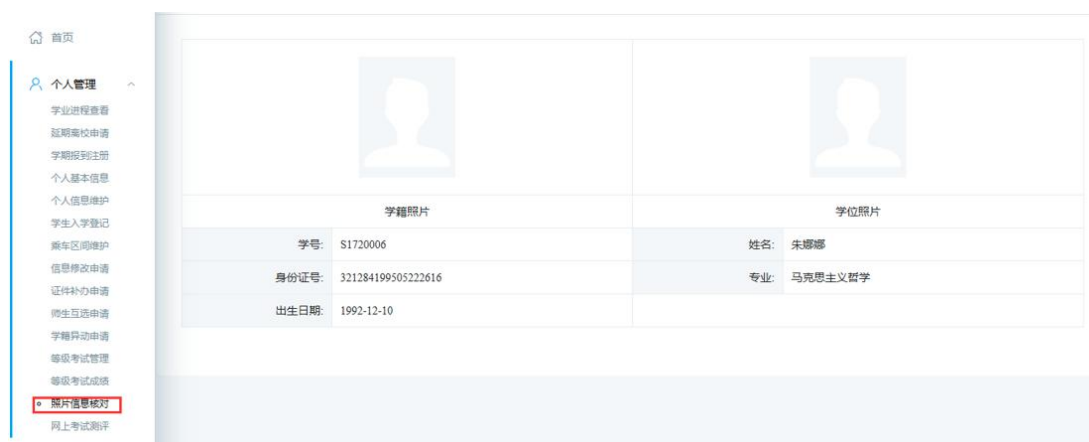 首页
个人管理
学业进程查看
延期离校申请
学期报到注册
个人基本信息
个人信息维护
学生入学登记
乘车区间维护
信息修改申请
证件补办申请
师生互选申请
学籍异动申请
等级考试管理
等级考试成绩
照片信息核对
网上考试测评
学籍照片 学位照片
学号: S1720006 姓名: 朱娜娜
身份证号: 321284199505222616 专业: 马克思主义哲学
出生日期: 1992-12-10